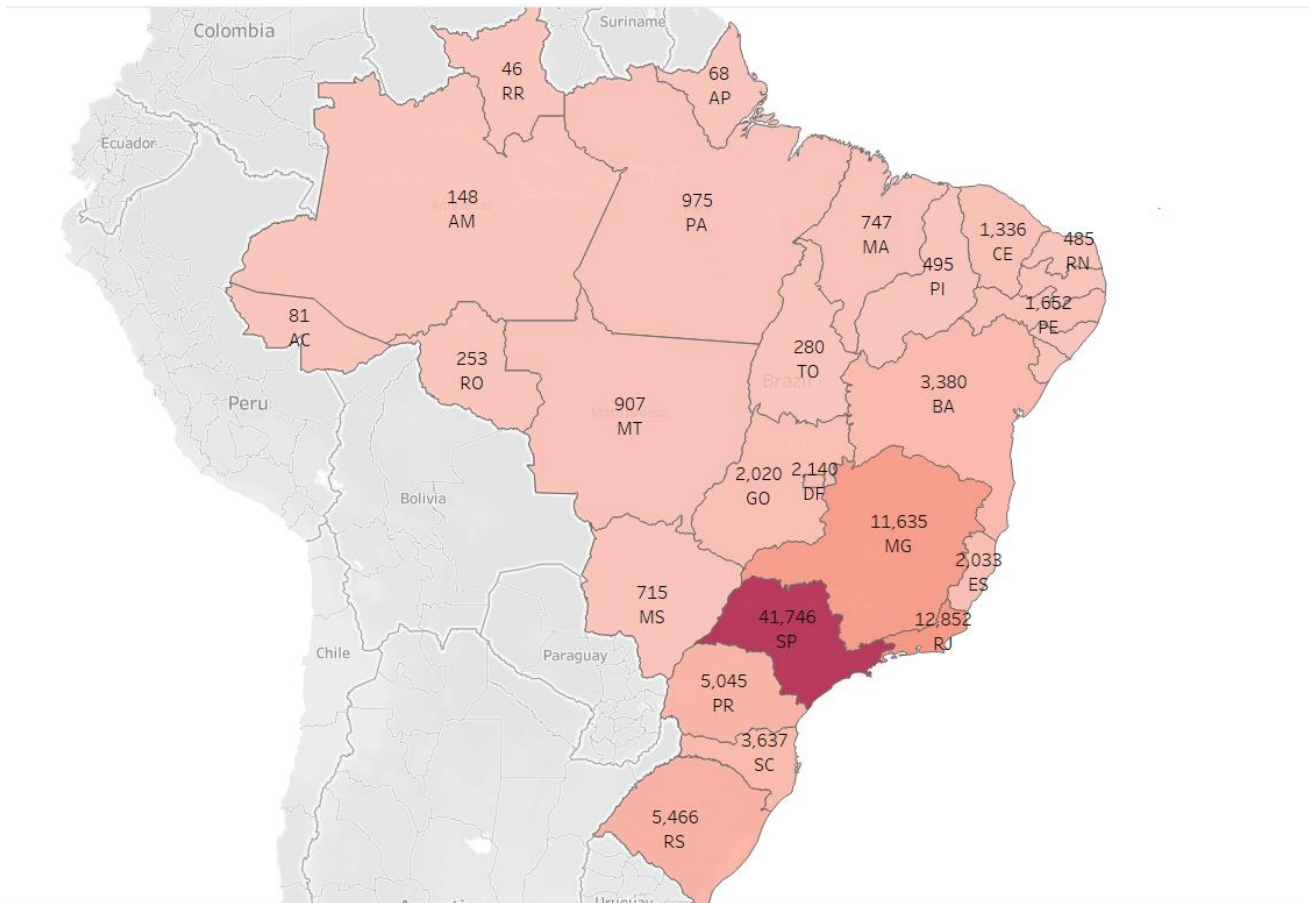 Colombia
Suriname
46
RR
68
AP
Ecuador
148
AM
975
PA
747
MA
1,336
CE
485
RN
495
PI
1,652
PE
81
AC
253
RO
280
TO
Brazil
3,380
BA
Peru
907
MT
2,020
GO
2,140
DF
Bolivia
11,635
MG
2,033
ES
715
MS
41,746
SP
12,852
RJ
Chile
Paraguay
5,045
PR
3,637
SC
5,466
RS